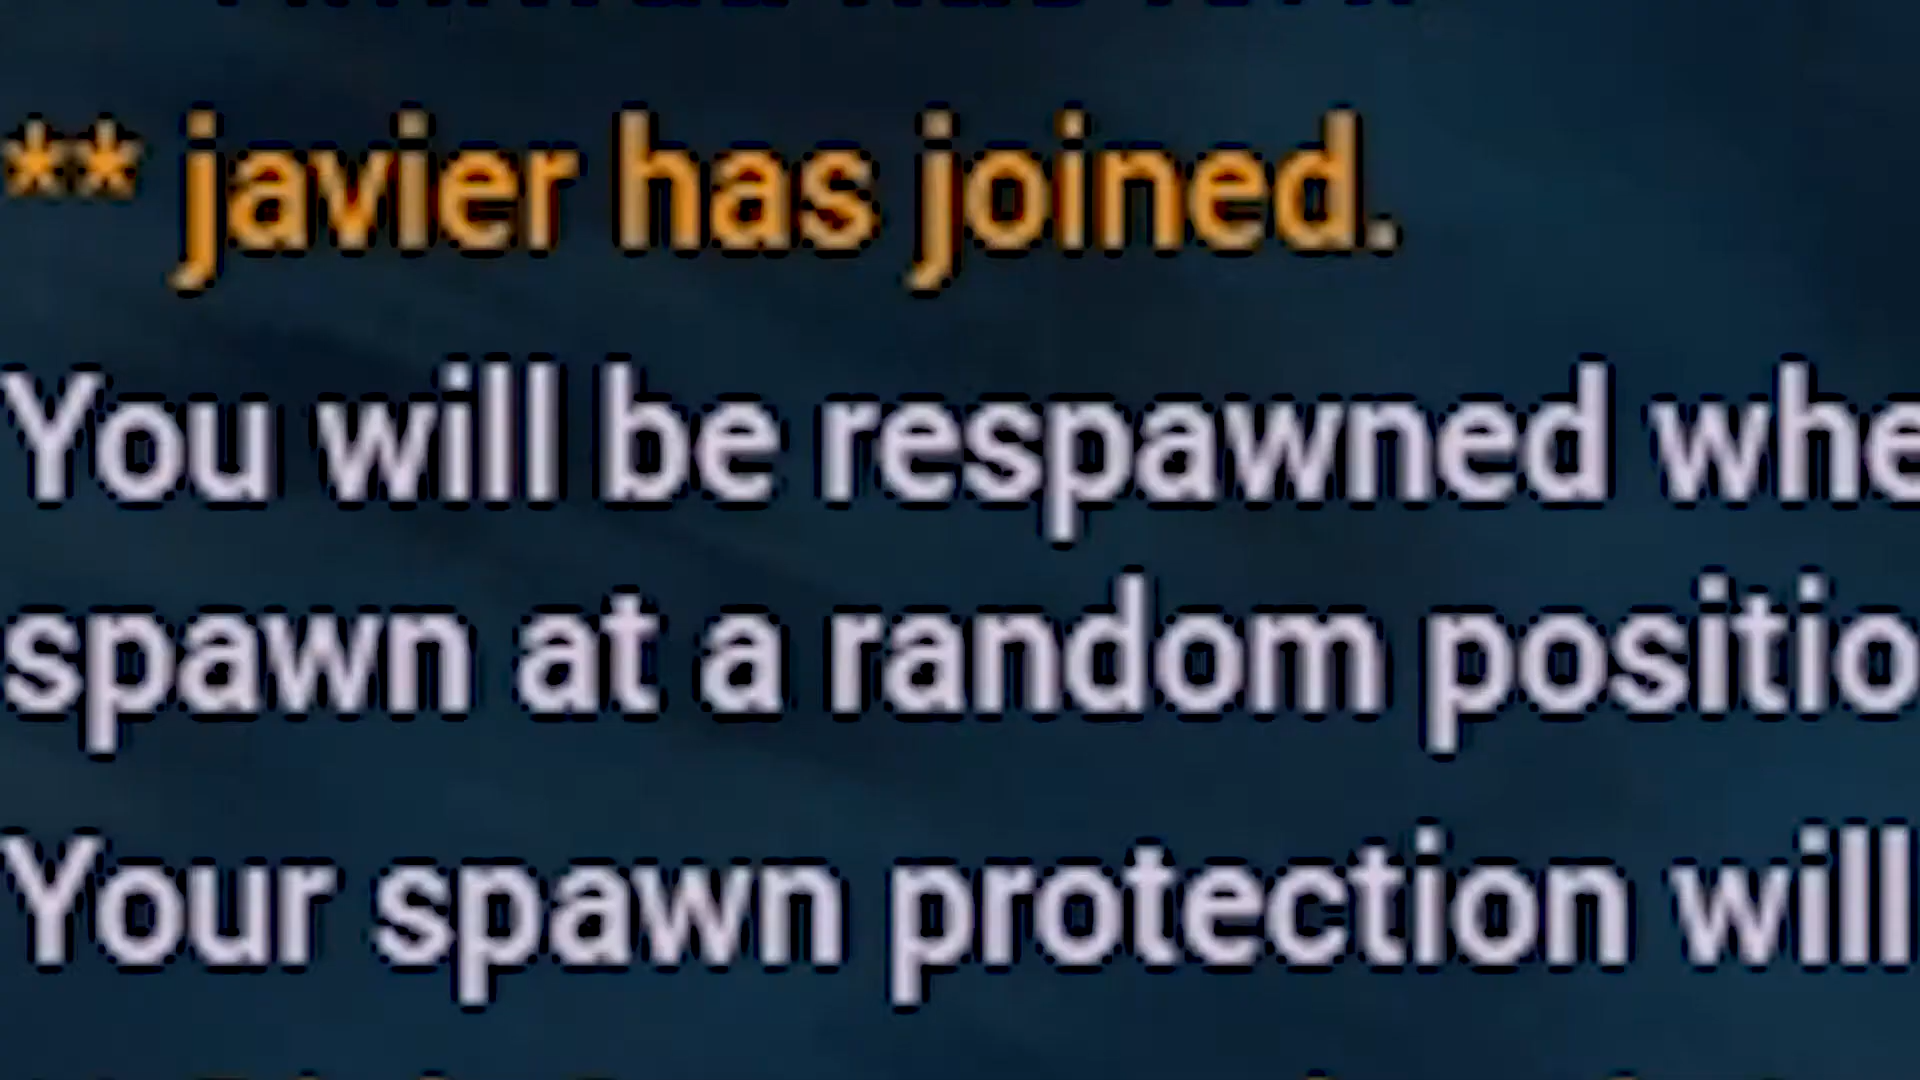 ** javier has joined.
You will be respawned whe
spawn at a random positio
Your spawn protection will